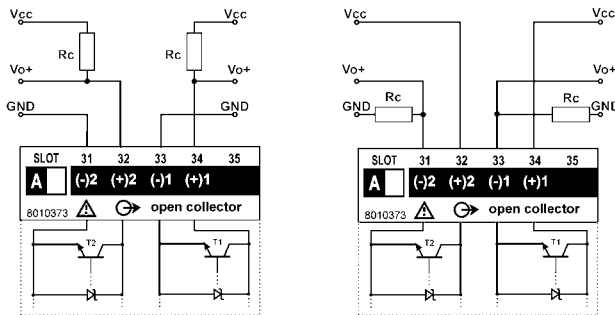 Vcc Vcc
Rc Rc
Vo+ Vo+
GND GND
SLOT 31 32 33 34 35
A (-)2 (+)2 (-)1 (+)1
8010373 open collector
T2 T1
Vcc Vcc
Vo+ Vo+
GND Rc Rc GND
SLOT 31 32 33 34 35
A (-)2 (+)2 (-)1 (+)1
8010373 open collector
T2 T1